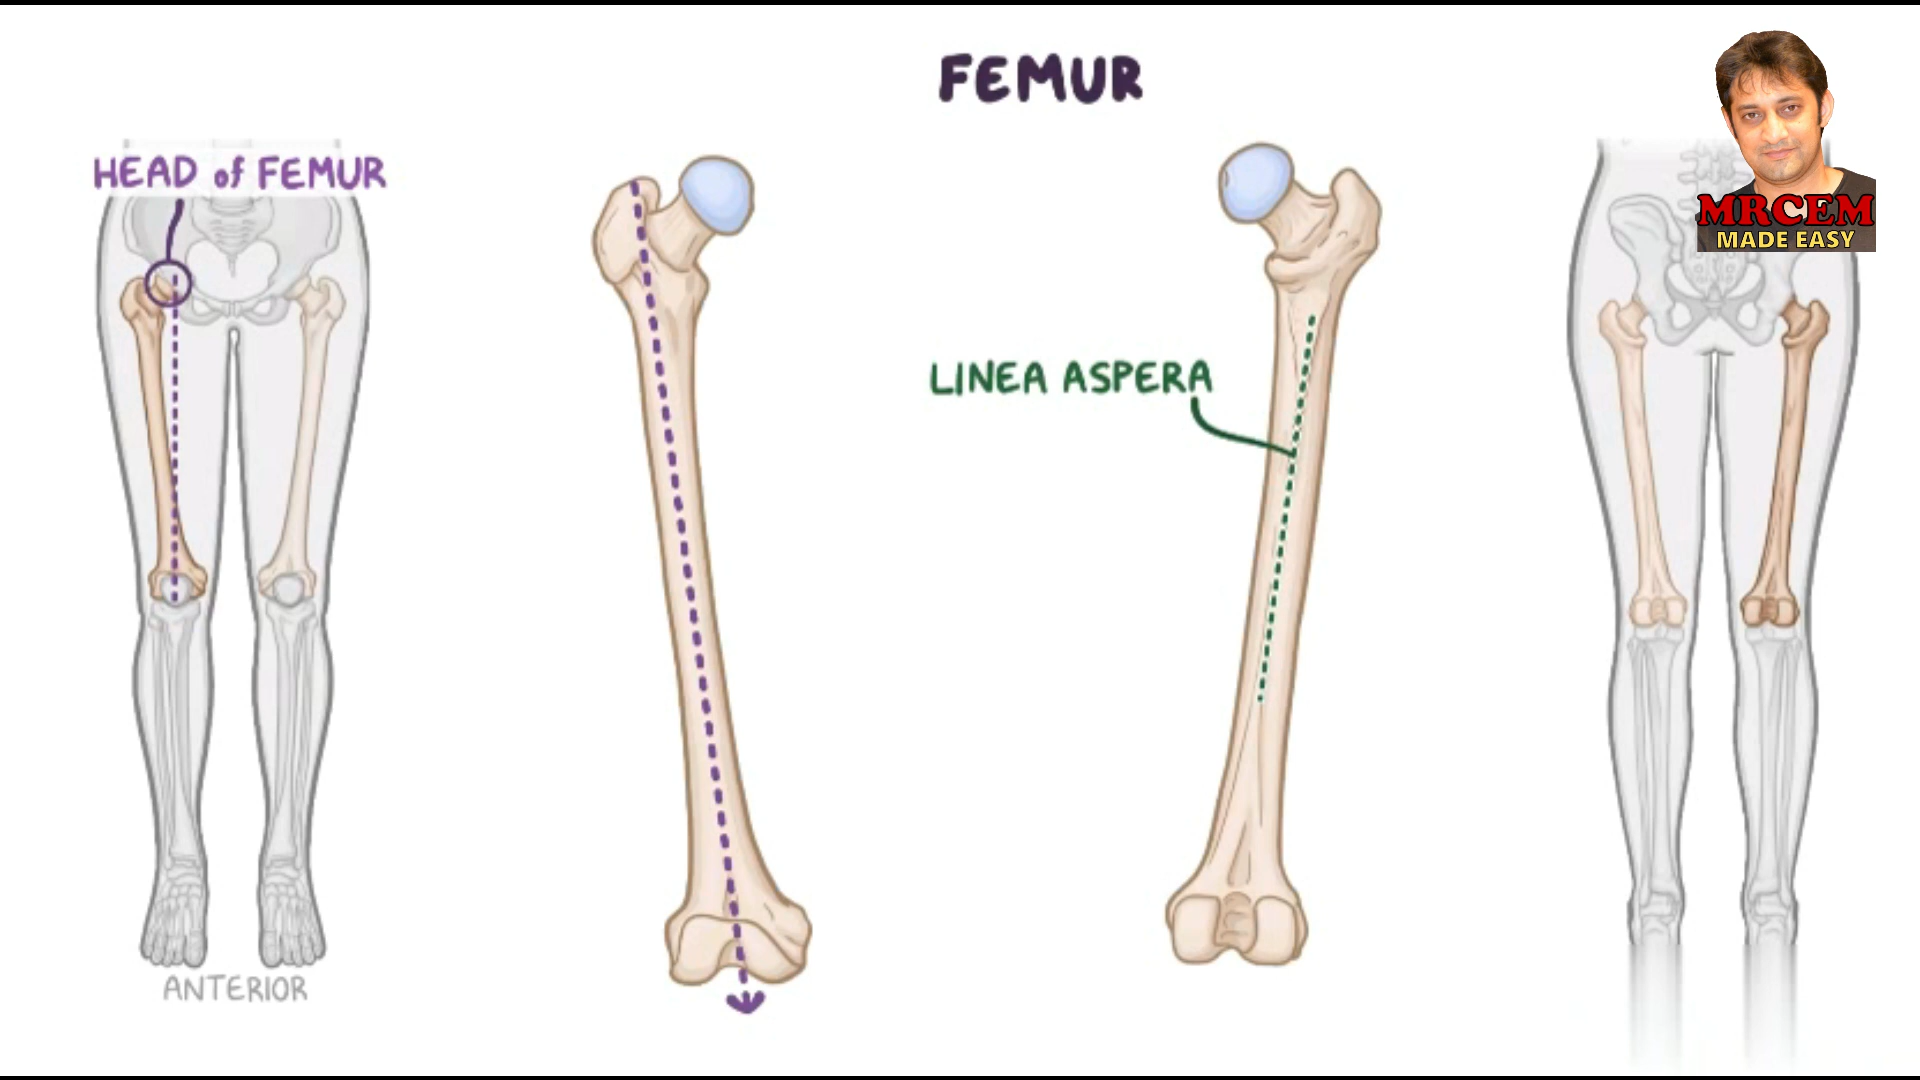 FEMUR
HEAD of FEMUR
MRCEM
MADE EASY
LINEA ASPERA
ANTERIOR